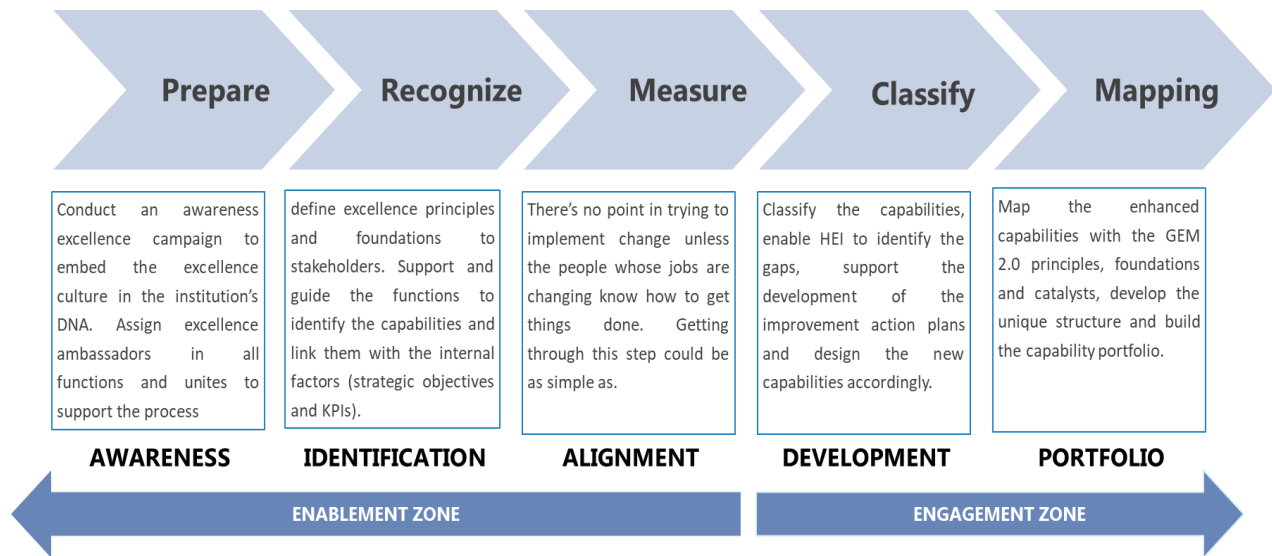 Prepare
Recognize
Measure
Classify
Mapping
Conduct an awareness
excellence campaign to
embed the excellence
culture in the institution's
DNA. Assign excellence
ambassadors in all
functions and unites to
support the process
define excellence principles
and foundations to
stakeholders. Support and
guide the functions to
identify the capabilities and
link them with the internal
factors (strategic objectives
and KPIs).
There's no point in trying to
implement change unless
the people whose jobs are
changing know how to get
things done. Getting
through this step could be
as simple as.
Classify the capabilities,
enable HEI to identify the
gaps, support the
development of the
improvement action plans
and design the new
capabilities accordingly.
Map the enhanced
capabilities with the GEM
2.0 principles, foundations
and catalysts, develop the
unique structure and build
the capability portfolio.
AWARENESS
IDENTIFICATION
ALIGNMENT
DEVELOPMENT
PORTFOLIO
ENABLEMENT ZONE
ENGAGEMENT ZONE